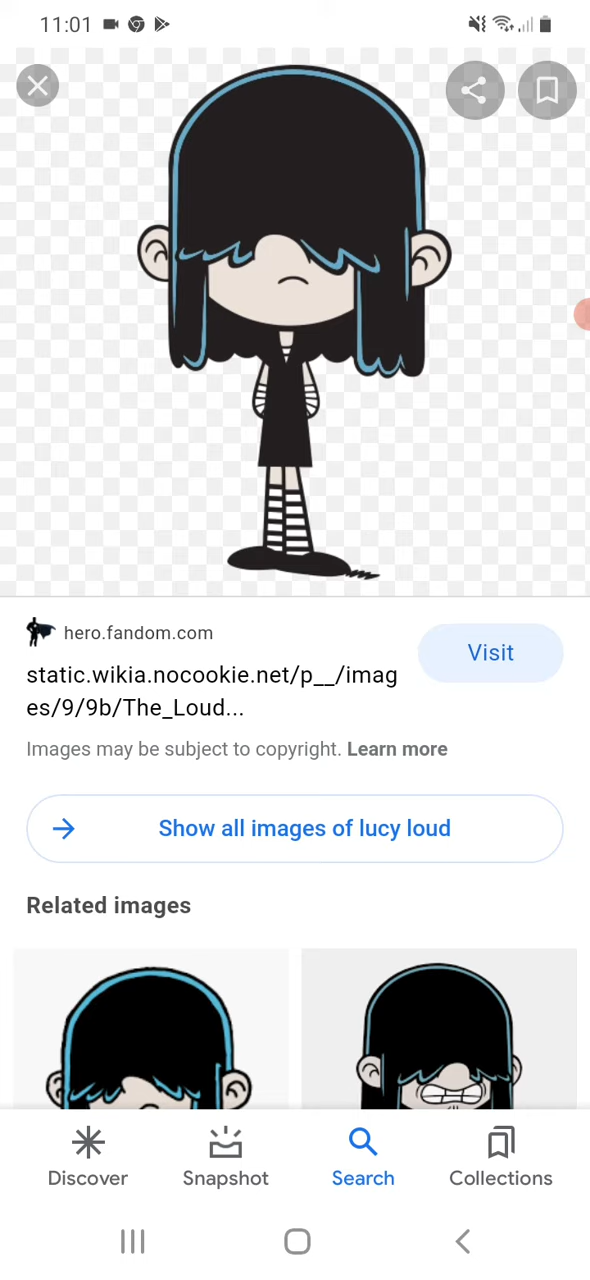 11:01
hero.fandom.com
Visit
static.wikia.nocookie.net/p__/imag
es/9/9b/The_Loud...
Images may be subject to copyright. Learn more
Show all images of lucy loud
Related images
Discover Snapshot Search Collections